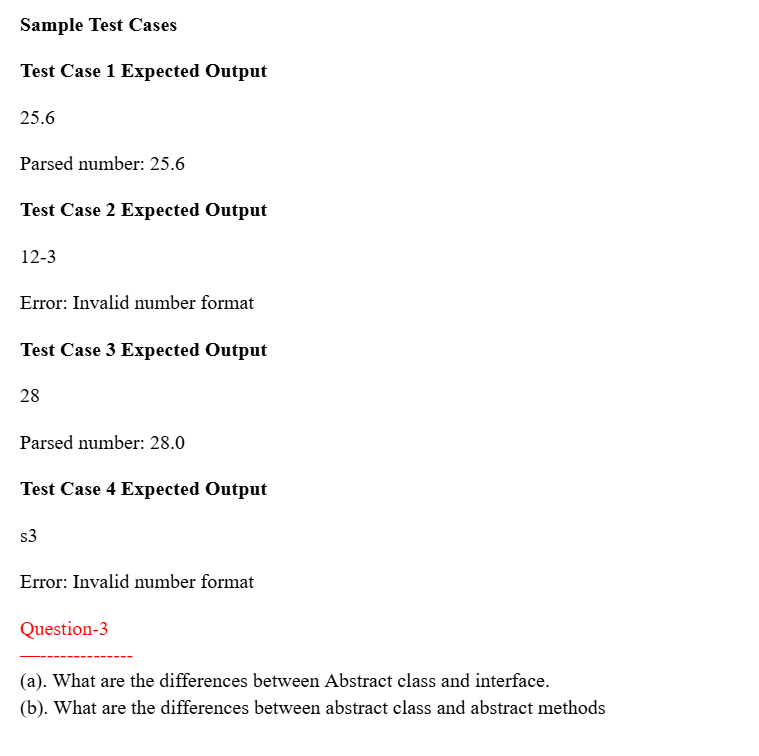 Sample Test Cases
Test Case 1 Expected Output
25.6
Parsed number: 25.6
Test Case 2 Expected Output
12-3
Error: Invalid number format
Test Case 3 Expected Output
28
Parsed number: 28.0
Test Case 4 Expected Output
s3
Error: Invalid number format
Question-3
—--------------
(a). What are the differences between Abstract class and interface.
(b). What are the differences between abstract class and abstract methods